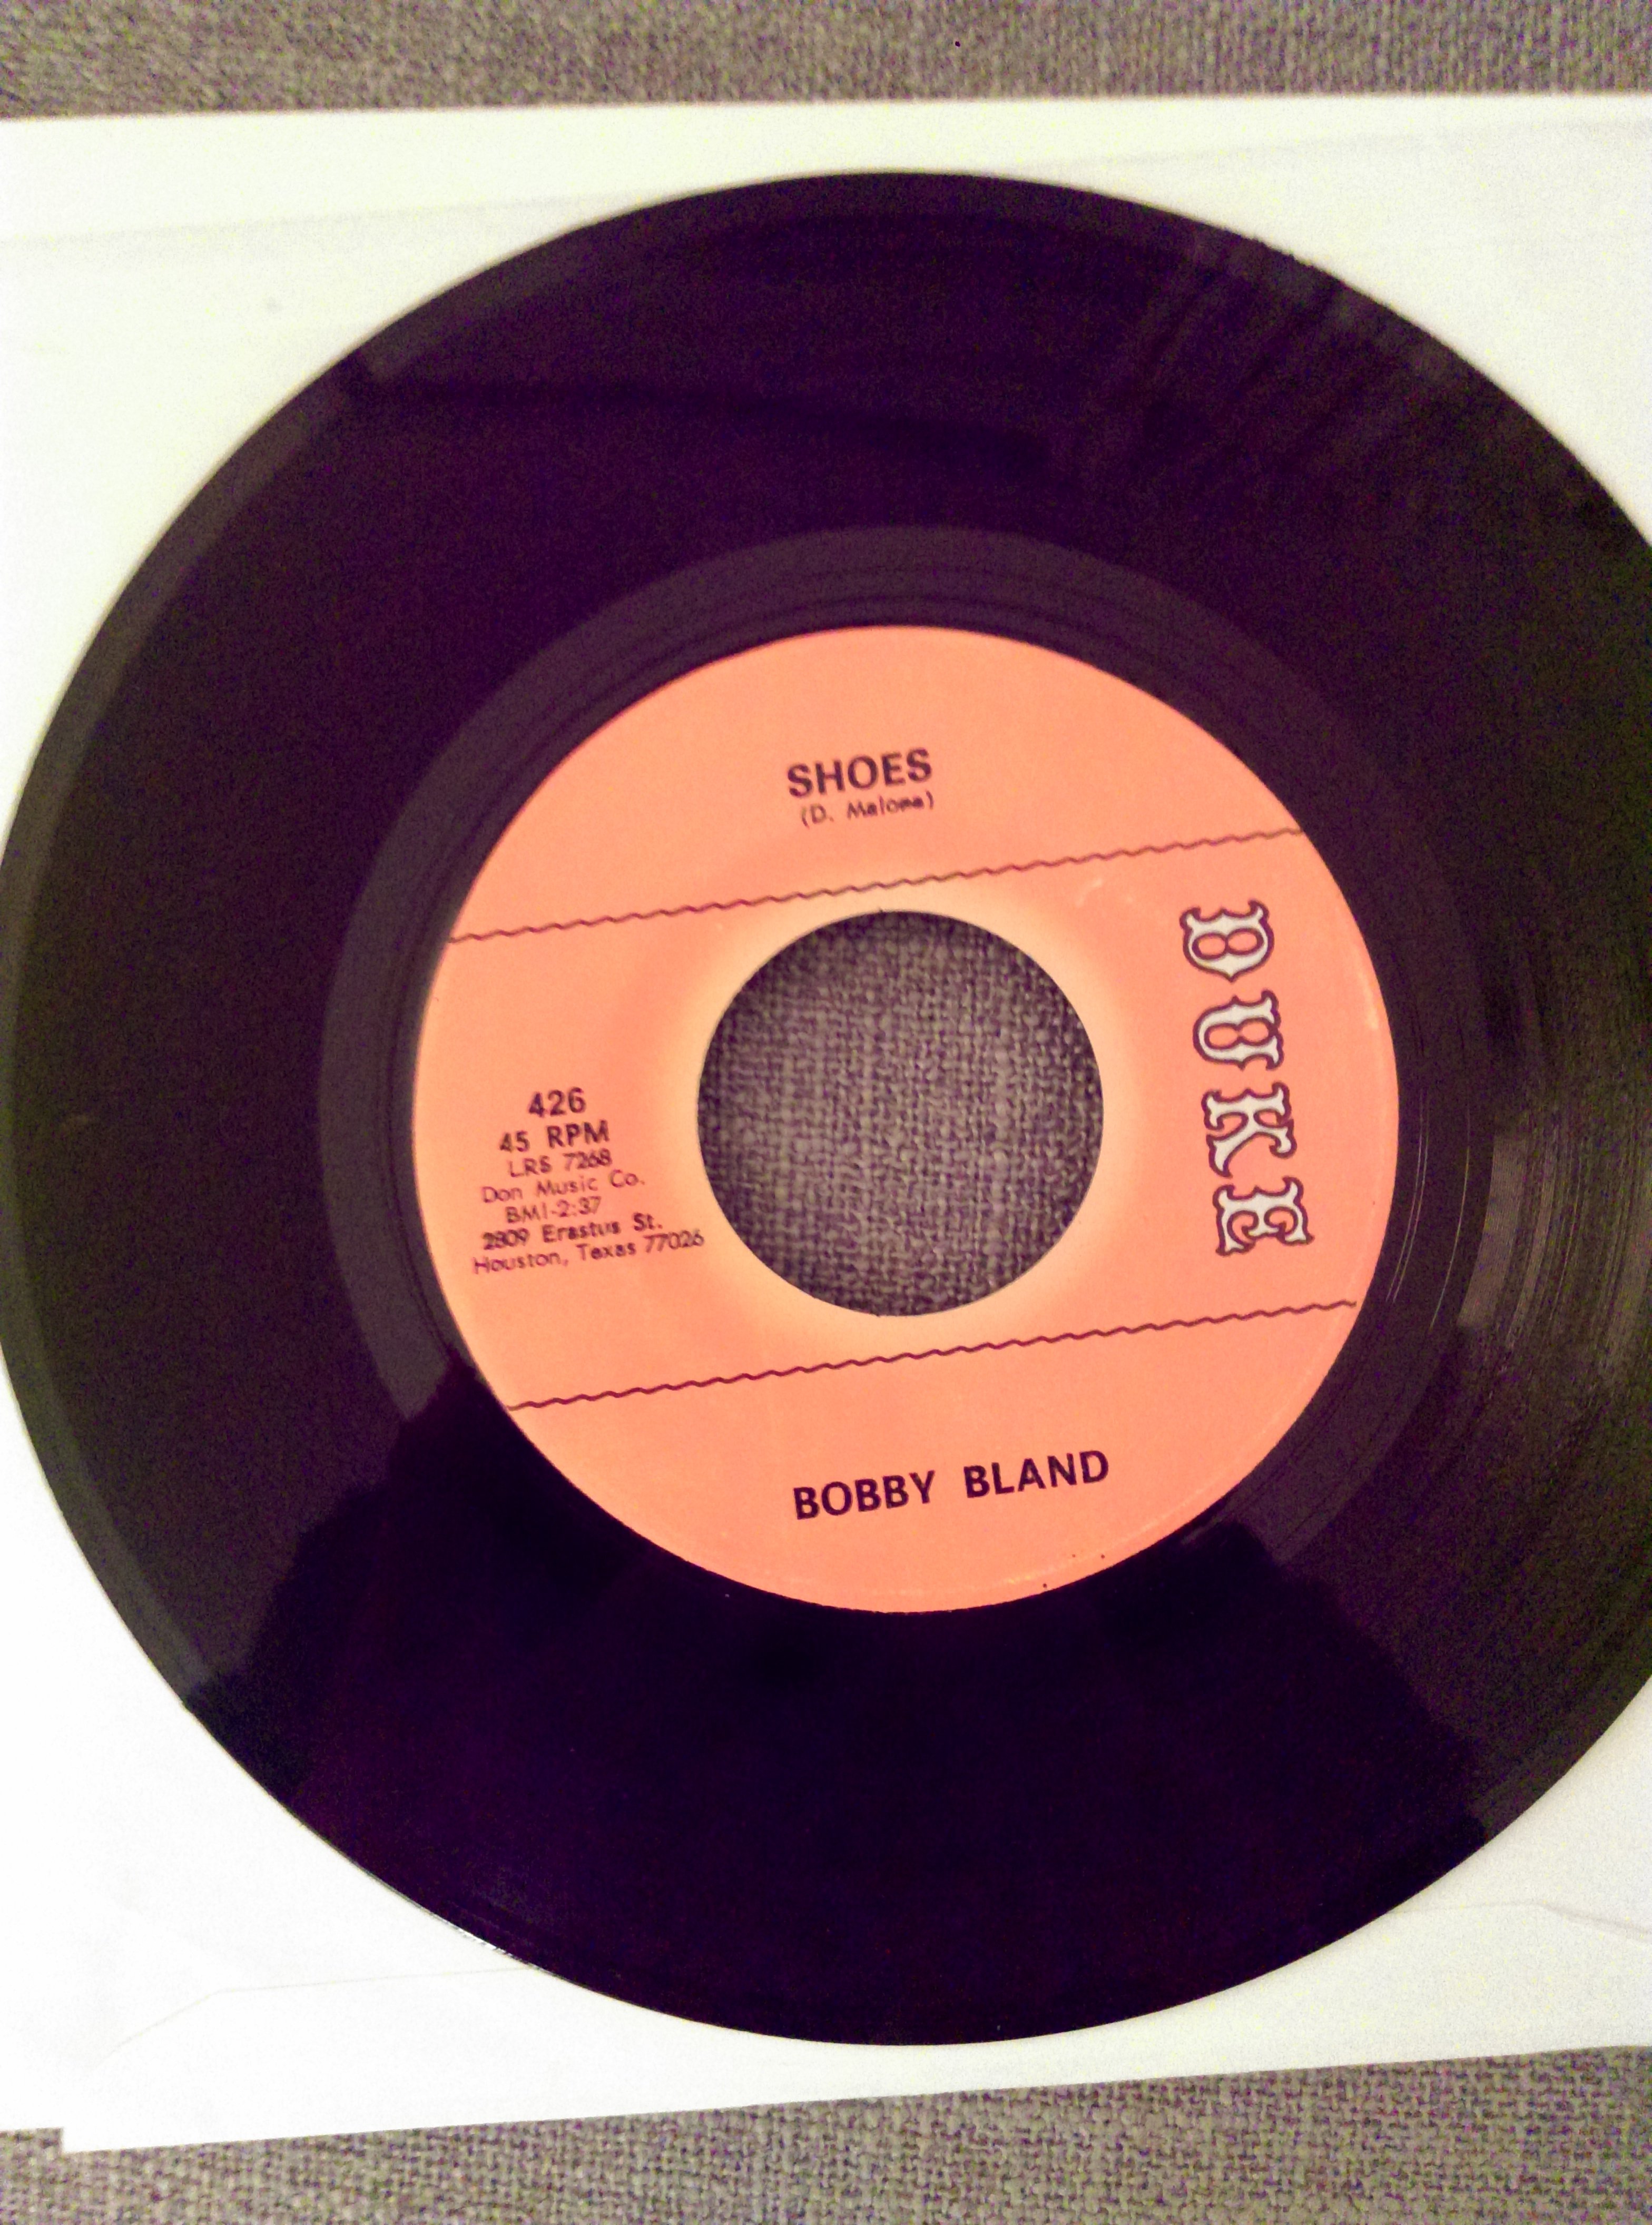 SHOES
(D. Malone)
DUKE
426
45 RPM
LRS 7268
Don Music Co.
BMI-2:37
2809 Erastus St.
Houston, Texas 77026
BOBBY BLAND